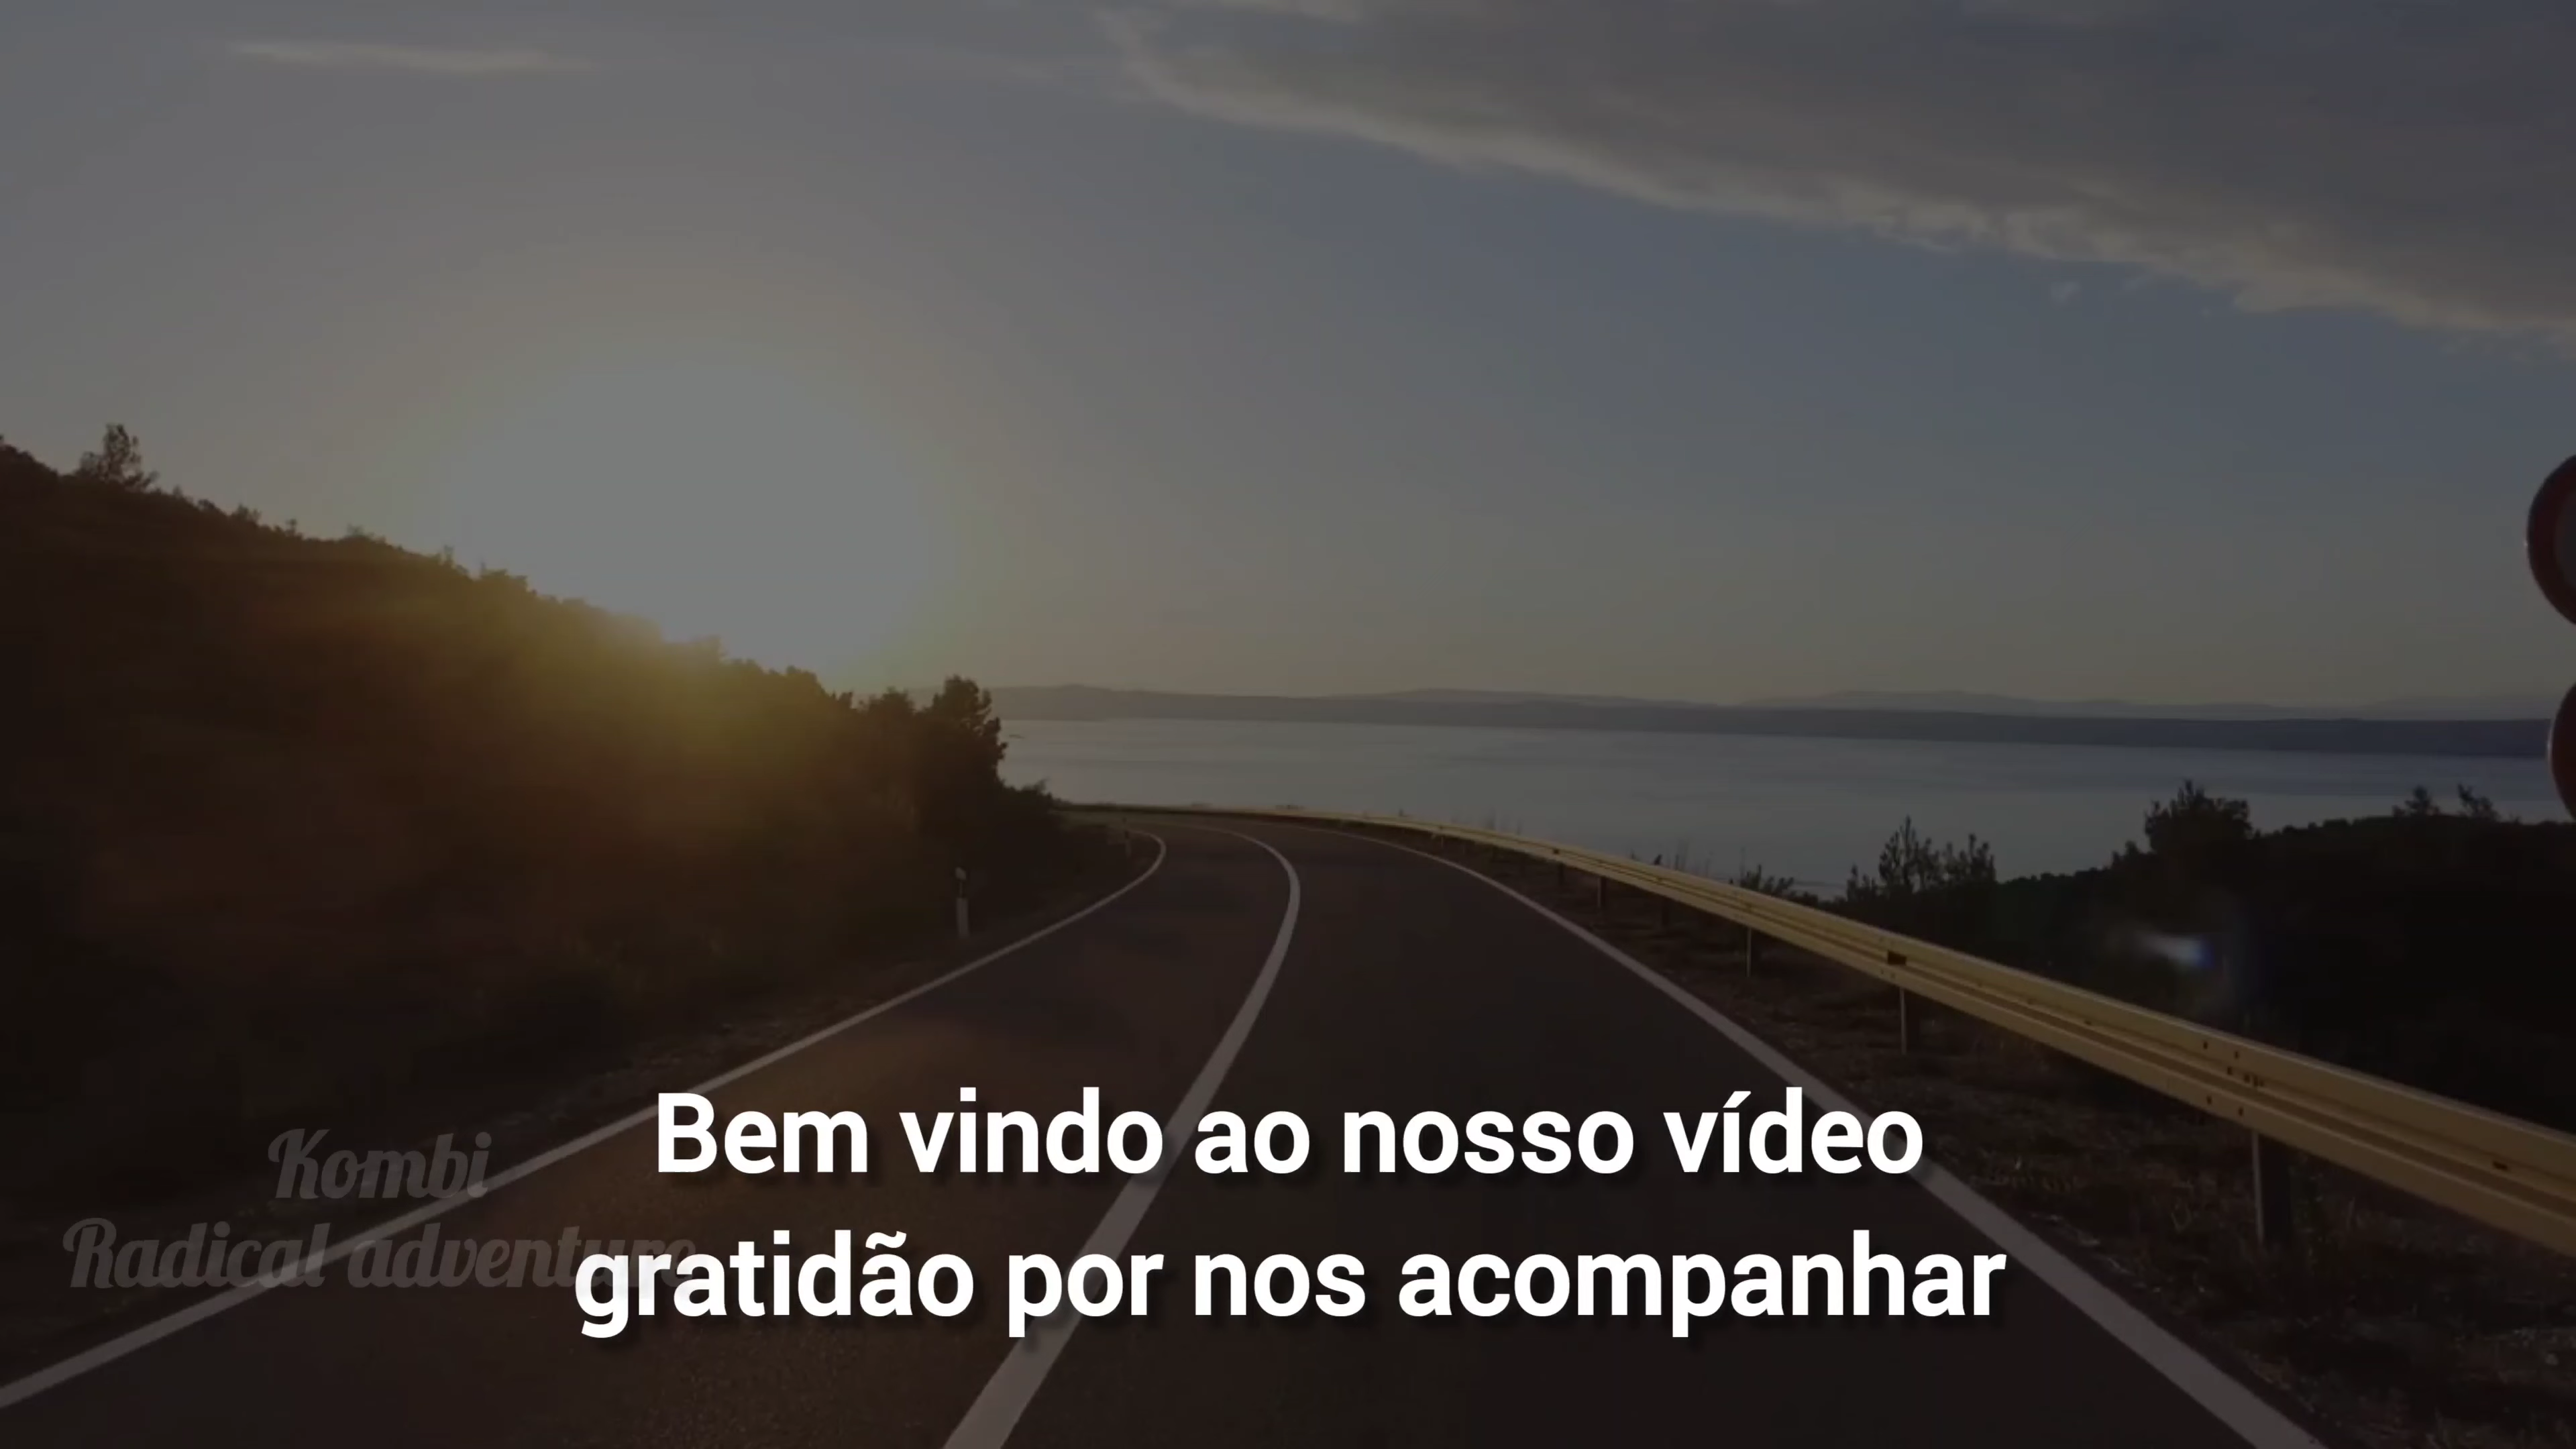 Bem vindo ao nosso vídeo
gratidão por nos acompanhar
Kombi
Radical adventure